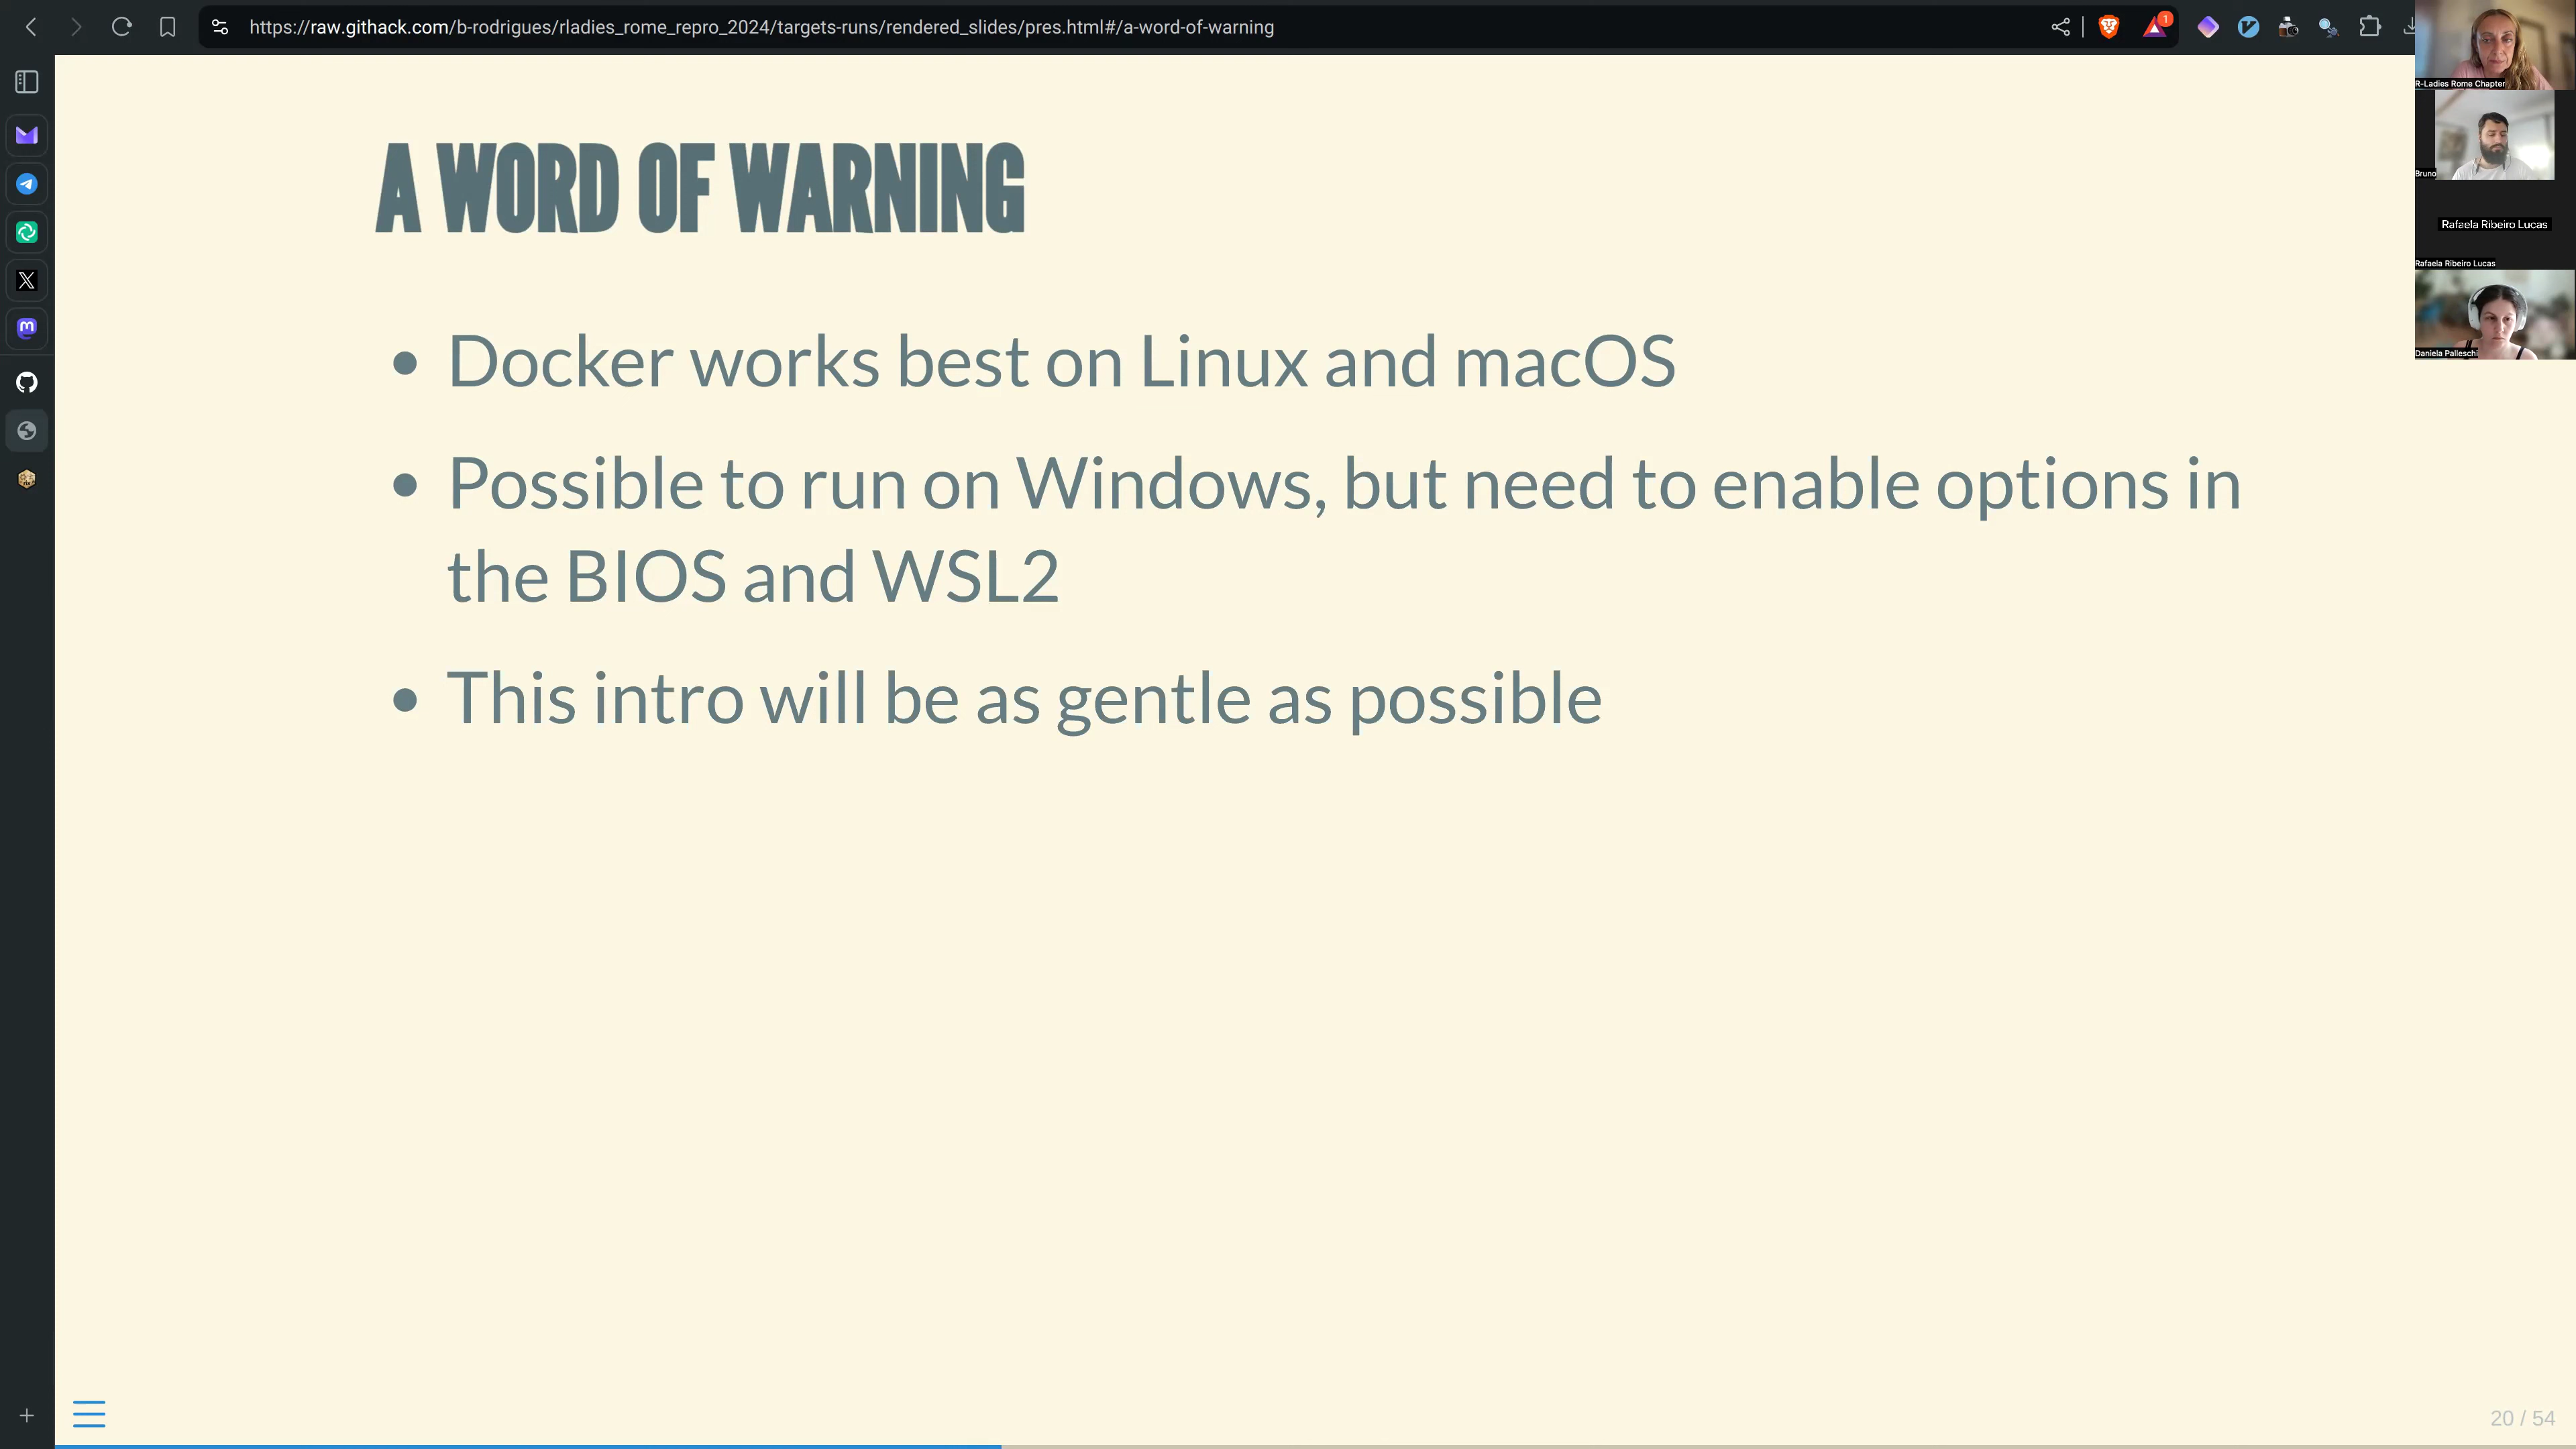 https://raw.githack.com/b-rodrigues/rladies_rome_repro_2024/targets-runs/rendered_slides/pres.html#/a-word-of-warning
1
R-Ladies Rome Chapter
Bruno
Rafaela Ribeiro Lucas
Rafaela Ribeiro Lucas
Daniela Palleschi
A WORD OF WARNING
• Docker works best on Linux and macOS
• Possible to run on Windows, but need to enable options in
the BIOS and WSL2
• This intro will be as gentle as possible
20 / 54